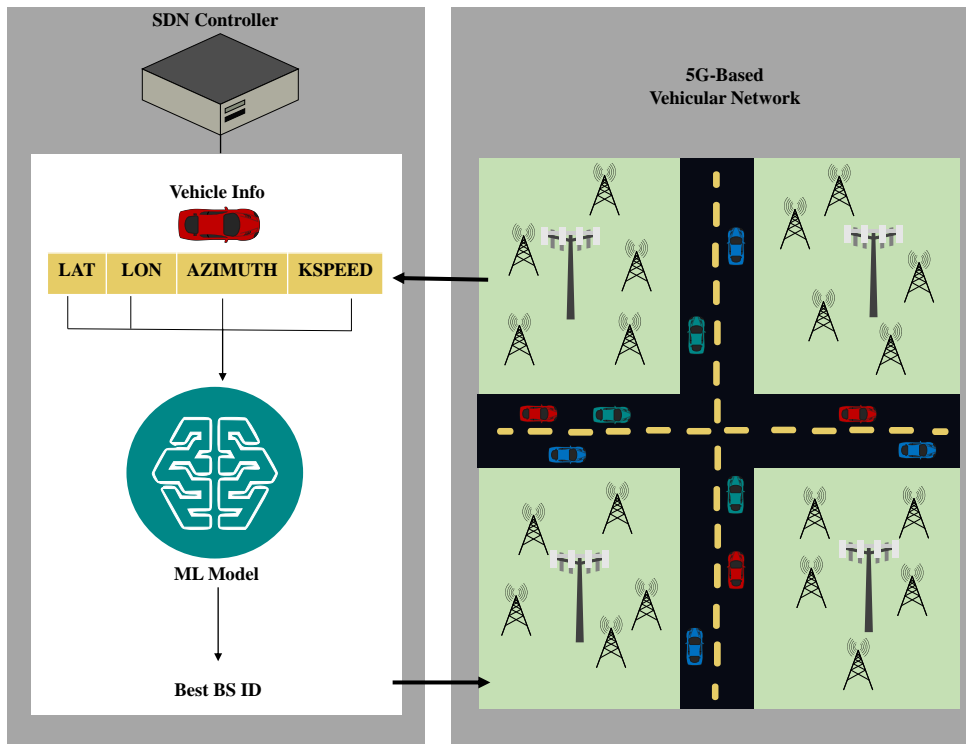 SDN Controller
Vehicle Info
LAT LON AZIMUTH KSPEED
ML Model
Best BS ID
5G-Based
Vehicular Network